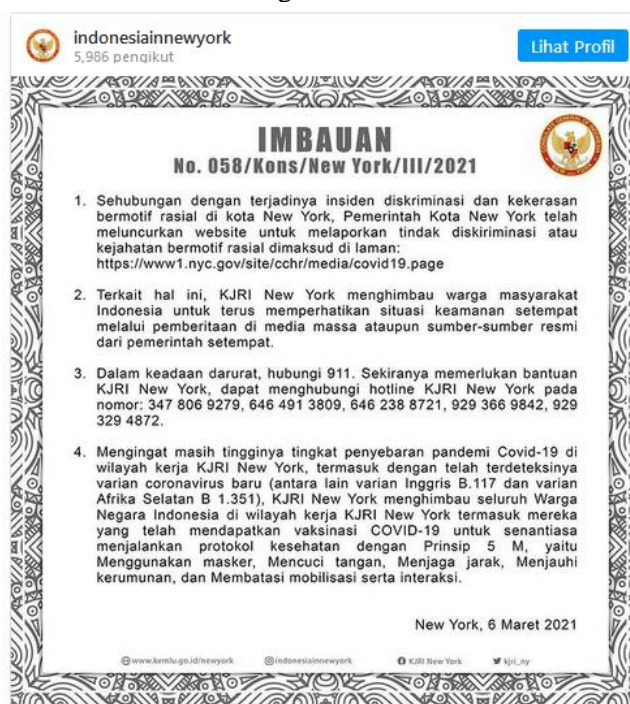 indonesiainnewyork
5,986 pengikut
Lihat Profil
IMBAUAN
No. 058/Kons/New York/III/2021
1. Sehubungan dengan terjadinya insiden diskriminasi dan kekerasan
bermotif rasial di kota New York, Pemerintah Kota New York telah
meluncurkan website untuk melaporkan tindak diskiriminasi atau
kejahatan bermotif rasial dimaksud di laman:
https://www1.nyc.gov/site/cchr/media/covid19.page
2. Terkait hal ini, KJRI New York menghimbau warga masyarakat
Indonesia untuk terus memperhatikan situasi keamanan setempat
melalui pemberitaan di media massa ataupun sumber-sumber resmi
dari pemerintah setempat.
3. Dalam keadaan darurat, hubungi 911. Sekiranya memerlukan bantuan
KJRI New York, dapat menghubungi hotline KJRI New York pada
nomor: 347 806 9279, 646 491 3809, 646 238 8721, 929 366 9842, 929
329 4872.
4. Mengingat masih tingginya tingkat penyebaran pandemi Covid-19 di
wilayah kerja KJRI New York, termasuk dengan telah terdeteksinya
varian coronavirus baru (antara lain varian Inggris B.117 dan varian
Afrika Selatan B 1.351), KJRI New York menghimbau seluruh Warga
Negara Indonesia di wilayah kerja KJRI New York termasuk mereka
yang telah mendapatkan vaksinasi COVID-19 untuk senantiasa
menjalankan protokol kesehatan dengan Prinsip 5 M, yaitu
Menggunakan masker, Mencuci tangan, Menjaga jarak, Menjauhi
kerumunan, dan Membatasi mobilisasi serta interaksi.
New York, 6 Maret 2021
www.kemlu.go.id/newyork @indonesiainnewyork KJRI New York kjri_ny